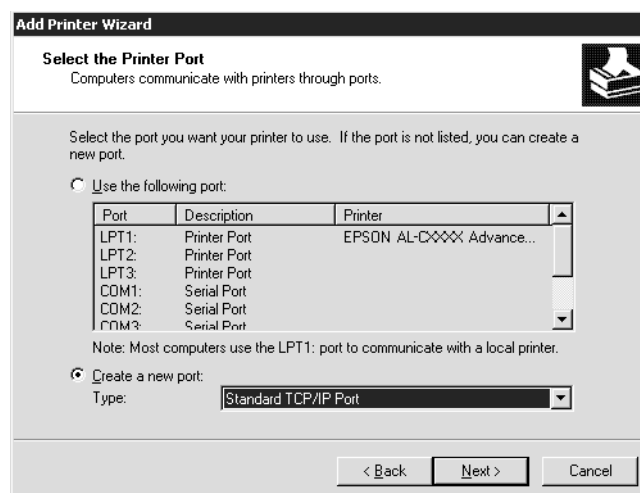 Add Printer Wizard
Select the Printer Port
Computers communicate with printers through ports.
Select the port you want your printer to use. If the port is not listed, you can create a
new port.
Use the following port:
Port Description Printer
LPT1: Printer Port EPSON AL-CXXXX Advance...
LPT2: Printer Port
LPT3: Printer Port
COM1: Serial Port
COM2: Serial Port
COM3: Serial Port
Note: Most computers use the LPT1: port to communicate with a local printer.
Create a new port:
Type: Standard TCP/IP Port
< Back Next > Cancel